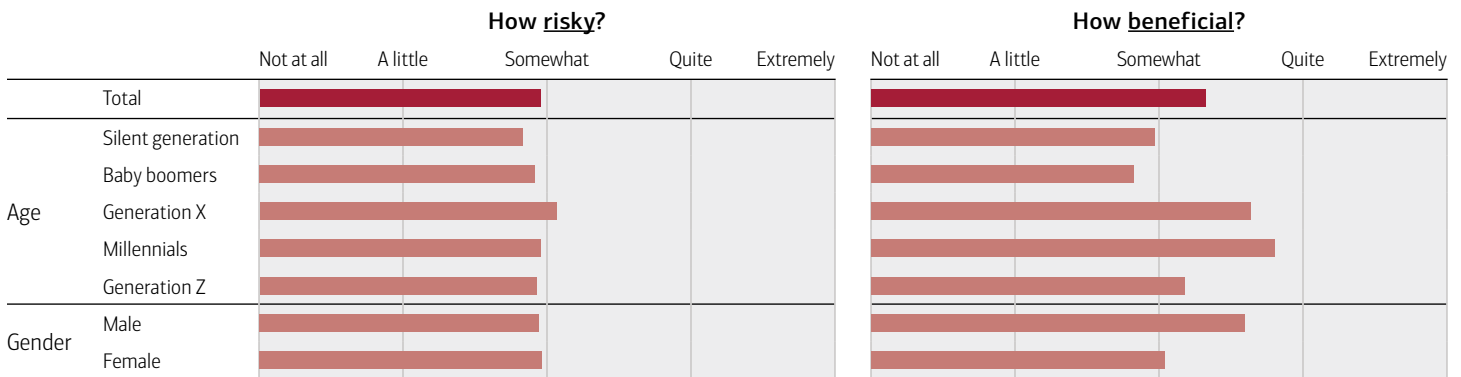 How risky? How beneficial?
Not at all A little Somewhat Quite Extremely Not at all A little Somewhat Quite Extremely
Total
Silent generation
Baby boomers
Age Generation X
Millennials
Generation Z
Male
Gender
Female